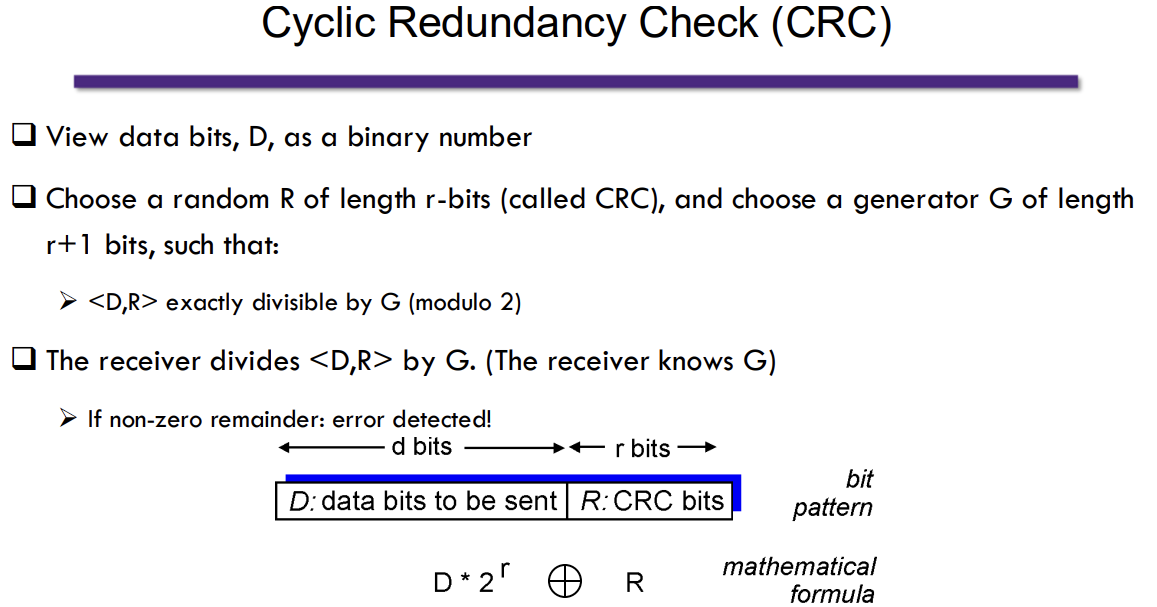 Cyclic Redundancy Check (CRC)
❑ View data bits, D, as a binary number
❑ Choose a random R of length r-bits (called CRC), and choose a generator G of length
r+1 bits, such that:
➢ <D,R> exactly divisible by G (modulo 2)
❑ The receiver divides <D,R> by G. (The receiver knows G)
➢ If non-zero remainder: error detected!
d bits r bits
D: data bits to be sent R: CRC bits
bit
pattern
D * 2^r ⊕ R
mathematical
formula